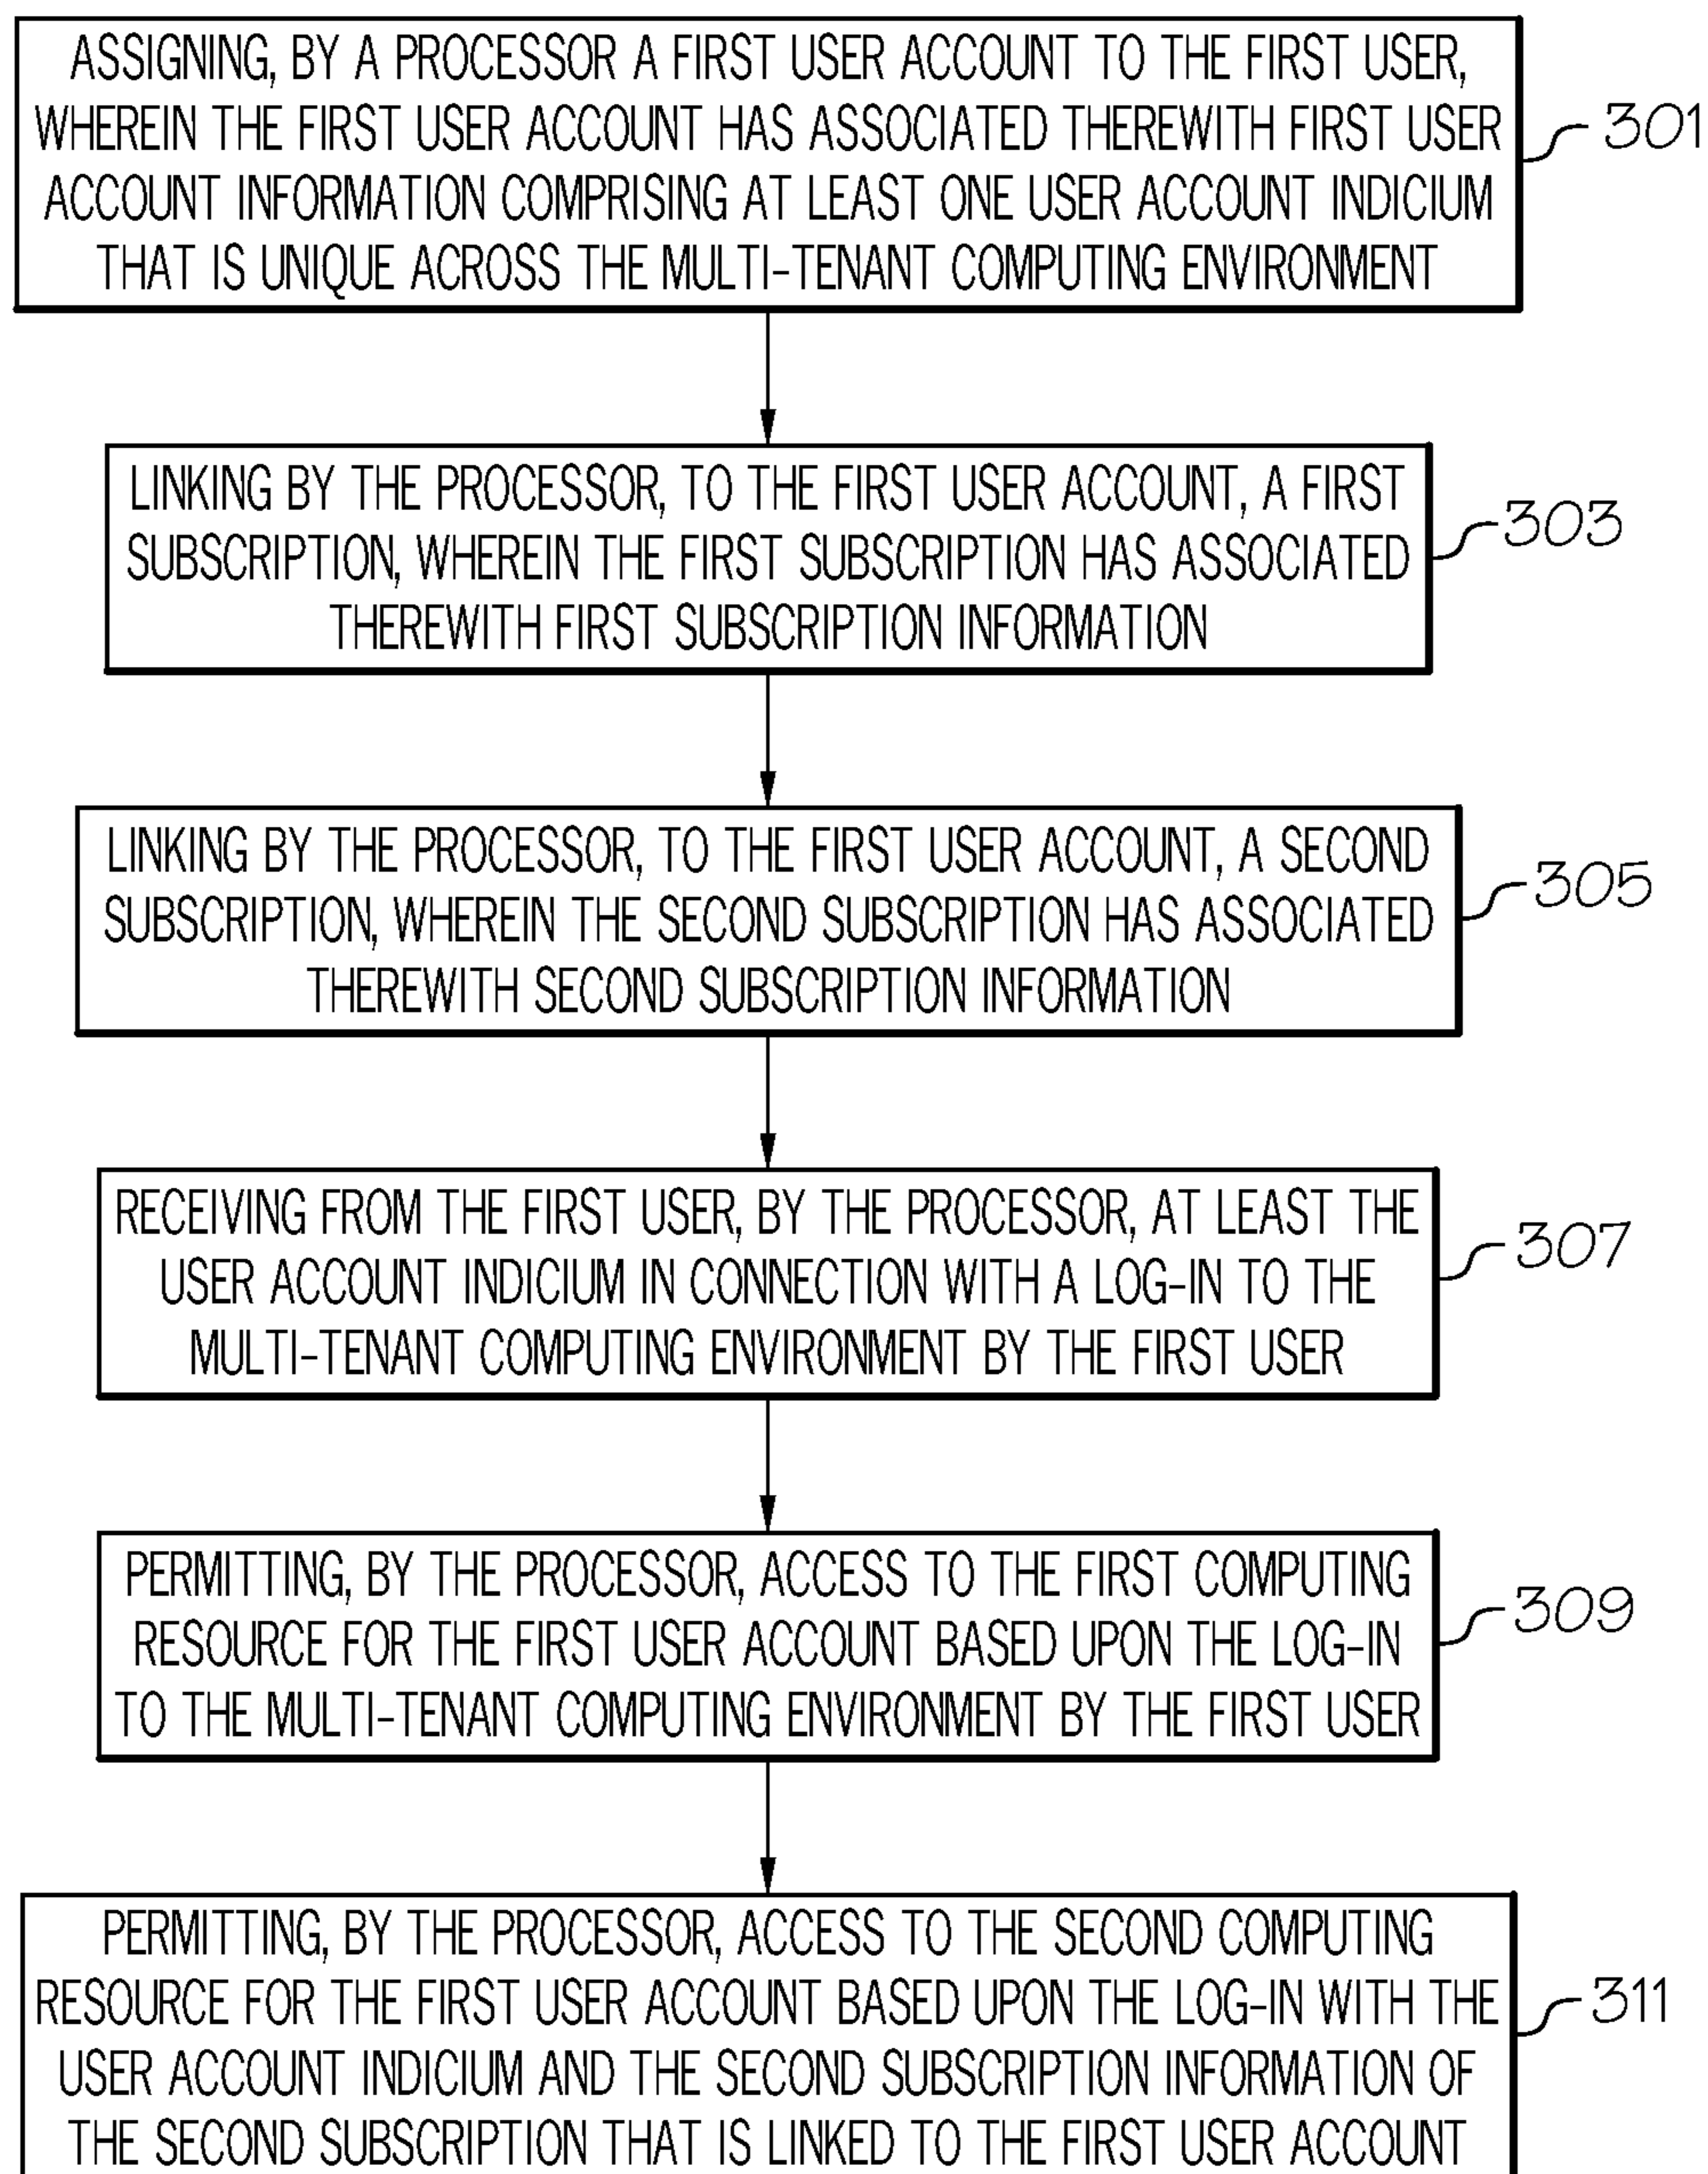 ASSIGNING, BY A PROCESSOR A FIRST USER ACCOUNT TO THE FIRST USER,
WHEREIN THE FIRST USER ACCOUNT HAS ASSOCIATED THEREWITH FIRST USER
ACCOUNT INFORMATION COMPRISING AT LEAST ONE USER ACCOUNT INDICIUM
THAT IS UNIQUE ACROSS THE MULTI-TENANT COMPUTING ENVIRONMENT
301
LINKING BY THE PROCESSOR, TO THE FIRST USER ACCOUNT, A FIRST
SUBSCRIPTION, WHEREIN THE FIRST SUBSCRIPTION HAS ASSOCIATED
THEREWITH FIRST SUBSCRIPTION INFORMATION
303
LINKING BY THE PROCESSOR, TO THE FIRST USER ACCOUNT, A SECOND
SUBSCRIPTION, WHEREIN THE SECOND SUBSCRIPTION HAS ASSOCIATED
THEREWITH SECOND SUBSCRIPTION INFORMATION
305
RECEIVING FROM THE FIRST USER, BY THE PROCESSOR, AT LEAST THE
USER ACCOUNT INDICIUM IN CONNECTION WITH A LOG-IN TO THE
MULTI-TENANT COMPUTING ENVIRONMENT BY THE FIRST USER
307
PERMITTING, BY THE PROCESSOR, ACCESS TO THE FIRST COMPUTING
RESOURCE FOR THE FIRST USER ACCOUNT BASED UPON THE LOG-IN
TO THE MULTI-TENANT COMPUTING ENVIRONMENT BY THE FIRST USER
309
PERMITTING, BY THE PROCESSOR, ACCESS TO THE SECOND COMPUTING
RESOURCE FOR THE FIRST USER ACCOUNT BASED UPON THE LOG-IN WITH THE
USER ACCOUNT INDICIUM AND THE SECOND SUBSCRIPTION INFORMATION OF
THE SECOND SUBSCRIPTION THAT IS LINKED TO THE FIRST USER ACCOUNT
311